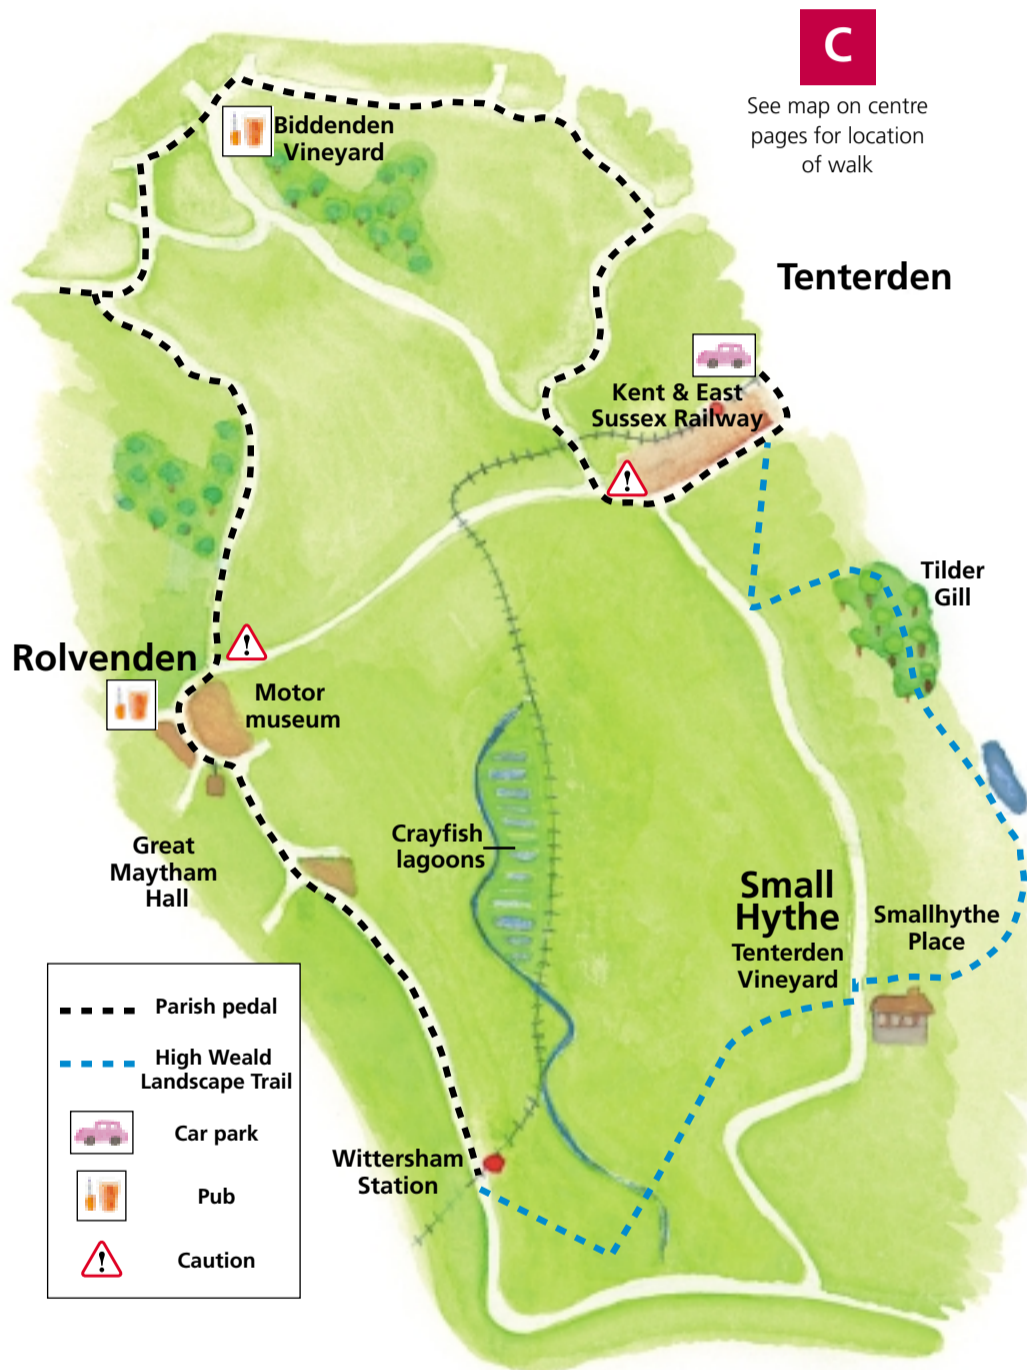 C
See map on centre
pages for location
of walk
Biddenden
Vineyard
Tenterden
Kent & East
Sussex Railway
!
Tilder
Gill
Rolvenden
!
Motor
museum
Crayfish
lagoons
Great
Maytham
Hall
Small
Hythe
Tenterden
Vineyard
Smallhythe
Place
Wittersham
Station
Parish pedal
High Weald
Landscape Trail
Car park
Pub
!
Caution